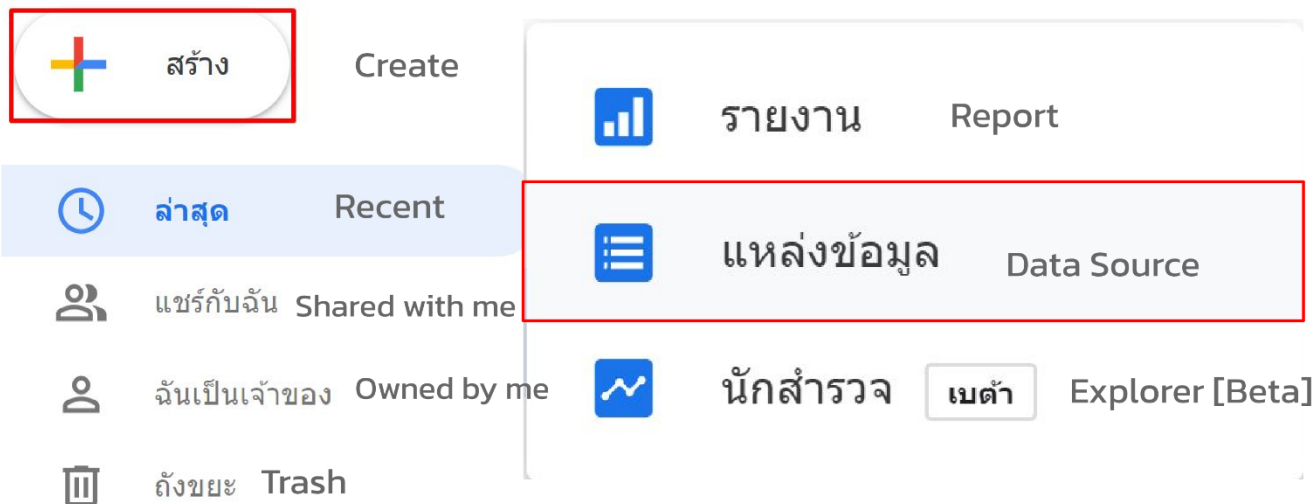 สร้าง Create
ล่าสุด Recent
แชร์กับฉัน Shared with me
ฉันเป็นเจ้าของ Owned by me
ถังขยะ Trash
รายงาน Report
แหล่งข้อมูล Data Source
นักสำรวจ เบต้า Explorer [Beta]